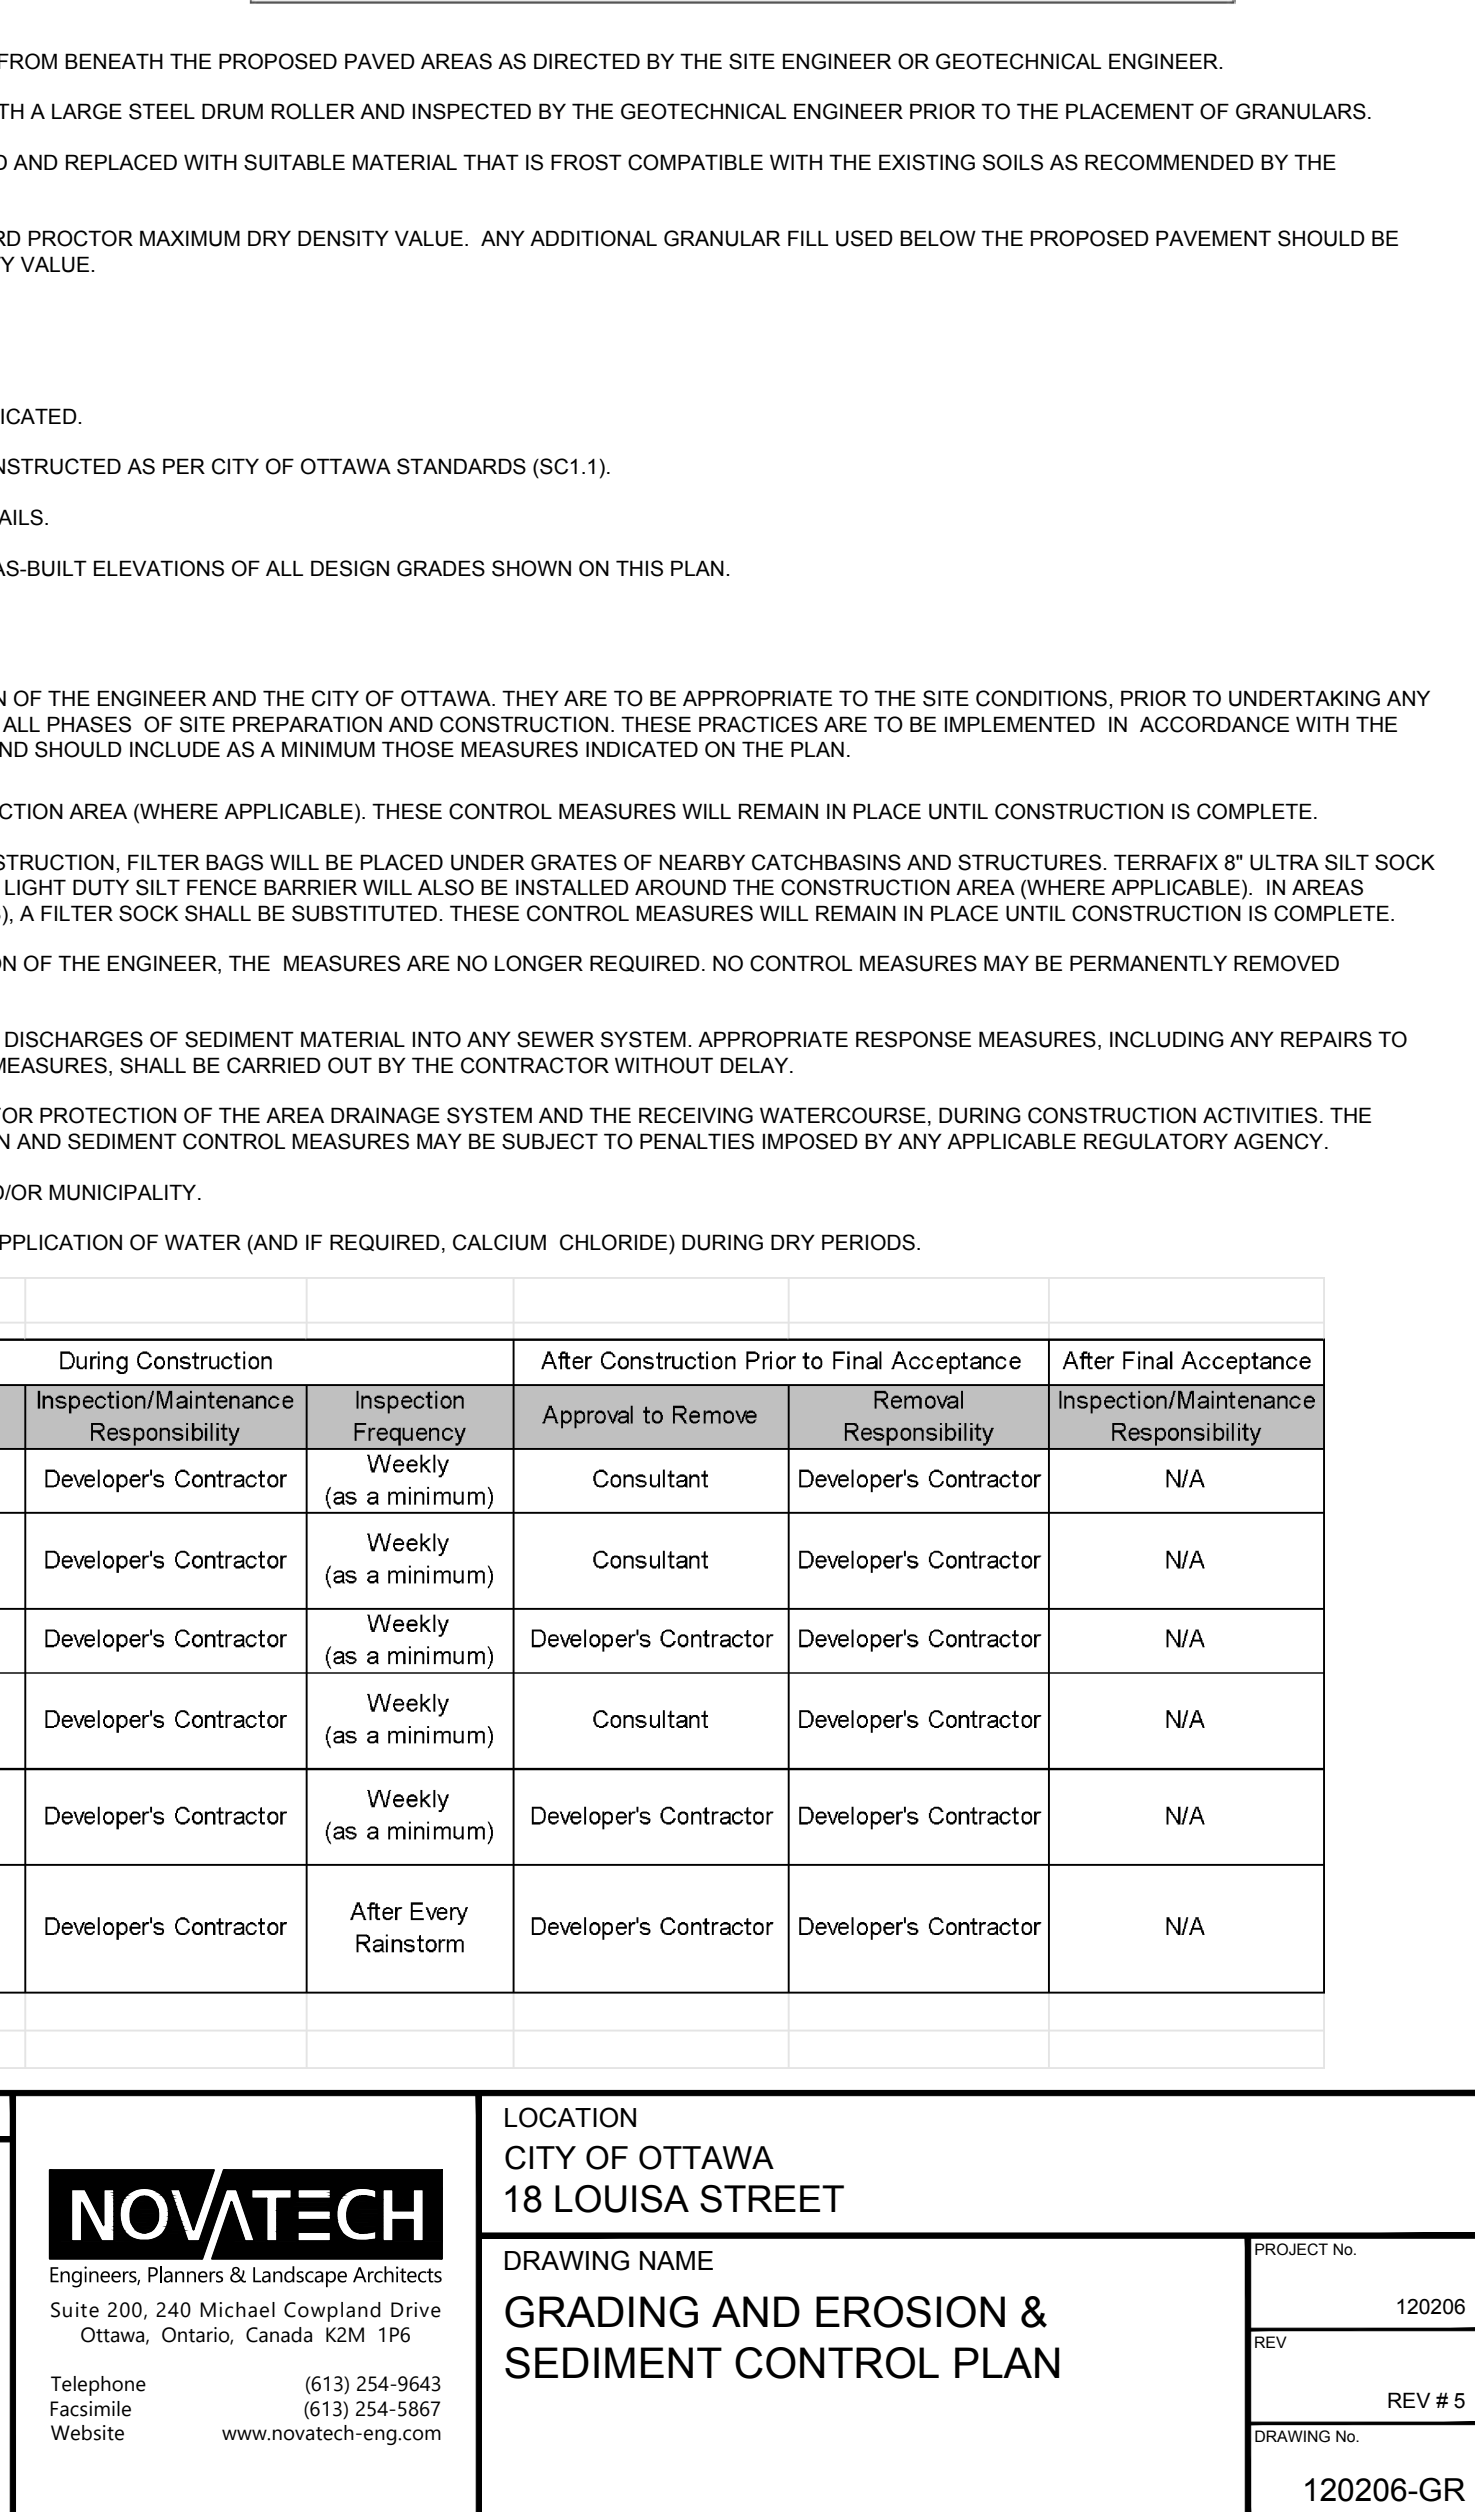 FROM BENEATH THE PROPOSED PAVED AREAS AS DIRECTED BY THE SITE ENGINEER OR GEOTECHNICAL ENGINEER.
TH A LARGE STEEL DRUM ROLLER AND INSPECTED BY THE GEOTECHNICAL ENGINEER PRIOR TO THE PLACEMENT OF GRANULARS.
D AND REPLACED WITH SUITABLE MATERIAL THAT IS FROST COMPATIBLE WITH THE EXISTING SOILS AS RECOMMENDED BY THE
RD PROCTOR MAXIMUM DRY DENSITY VALUE. ANY ADDITIONAL GRANULAR FILL USED BELOW THE PROPOSED PAVEMENT SHOULD BE
TY VALUE.
ICATED.
NSTRUCTED AS PER CITY OF OTTAWA STANDARDS (SC1.1).
AILS.
AS-BUILT ELEVATIONS OF ALL DESIGN GRADES SHOWN ON THIS PLAN.
N OF THE ENGINEER AND THE CITY OF OTTAWA. THEY ARE TO BE APPROPRIATE TO THE SITE CONDITIONS, PRIOR TO UNDERTAKING ANY
ALL PHASES OF SITE PREPARATION AND CONSTRUCTION. THESE PRACTICES ARE TO BE IMPLEMENTED IN ACCORDANCE WITH THE
ND SHOULD INCLUDE AS A MINIMUM THOSE MEASURES INDICATED ON THE PLAN.
CTION AREA (WHERE APPLICABLE). THESE CONTROL MEASURES WILL REMAIN IN PLACE UNTIL CONSTRUCTION IS COMPLETE.
STRUCTION, FILTER BAGS WILL BE PLACED UNDER GRATES OF NEARBY CATCHBASINS AND STRUCTURES. TERRAFIX 8" ULTRA SILT SOCK
LIGHT DUTY SILT FENCE BARRIER WILL ALSO BE INSTALLED AROUND THE CONSTRUCTION AREA (WHERE APPLICABLE). IN AREAS
), A FILTER SOCK SHALL BE SUBSTITUTED. THESE CONTROL MEASURES WILL REMAIN IN PLACE UNTIL CONSTRUCTION IS COMPLETE.
ON OF THE ENGINEER, THE MEASURES ARE NO LONGER REQUIRED. NO CONTROL MEASURES MAY BE PERMANENTLY REMOVED
DISCHARGES OF SEDIMENT MATERIAL INTO ANY SEWER SYSTEM. APPROPRIATE RESPONSE MEASURES, INCLUDING ANY REPAIRS TO
MEASURES, SHALL BE CARRIED OUT BY THE CONTRACTOR WITHOUT DELAY.
FOR PROTECTION OF THE AREA DRAINAGE SYSTEM AND THE RECEIVING WATERCOURSE, DURING CONSTRUCTION ACTIVITIES. THE
N AND SEDIMENT CONTROL MEASURES MAY BE SUBJECT TO PENALTIES IMPOSED BY ANY APPLICABLE REGULATORY AGENCY.
D/OR MUNICIPALITY.
PPLICATION OF WATER (AND IF REQUIRED, CALCIUM CHLORIDE) DURING DRY PERIODS.
During Construction After Construction Prior to Final Acceptance After Final Acceptance
Inspection/Maintenance Inspection Approval to Remove Removal Inspection/Maintenance
Responsibility Frequency Responsibility Responsibility
Developer's Contractor Weekly Consultant Developer's Contractor N/A
(as a minimum)
Developer's Contractor Weekly Consultant Developer's Contractor N/A
(as a minimum)
Developer's Contractor Weekly Developer's Contractor Developer's Contractor N/A
(as a minimum)
Developer's Contractor Weekly Consultant Developer's Contractor N/A
(as a minimum)
Developer's Contractor Weekly Developer's Contractor Developer's Contractor N/A
(as a minimum)
Developer's Contractor After Every Developer's Contractor Developer's Contractor N/A
Rainstorm
NOVATECH
Engineers, Planners & Landscape Architects
Suite 200, 240 Michael Cowpland Drive
Ottawa, Ontario, Canada K2M 1P6
Telephone (613) 254-9643
Facsimile (613) 254-5867
Website www.novatech-eng.com
LOCATION
CITY OF OTTAWA
18 LOUISA STREET
DRAWING NAME
GRADING AND EROSION &
SEDIMENT CONTROL PLAN
PROJECT No.
120206
REV
REV # 5
DRAWING No.
120206-GR